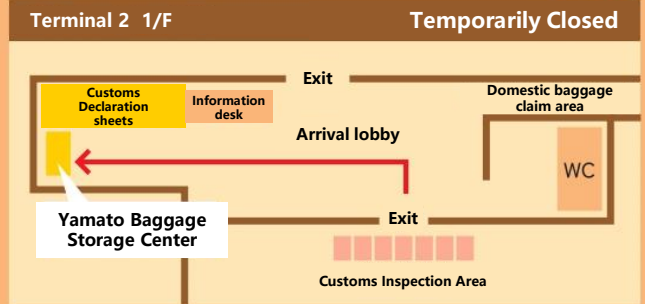 Terminal 2 1/F
Temporarily Closed
Exit
Customs
Declaration
sheets
Information
desk
Domestic baggage
claim area
Arrival lobby
WC
Yamato Baggage
Storage Center
Exit
Customs Inspection Area